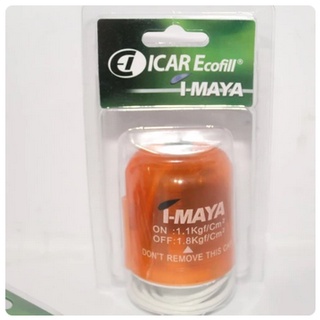 ICAR Ecofill®
i-MAYA
i-MAYA
ON :1.1Kgf/Cm²
OFF:1.8Kgf/Cm²
DON'T REMOVE THIS